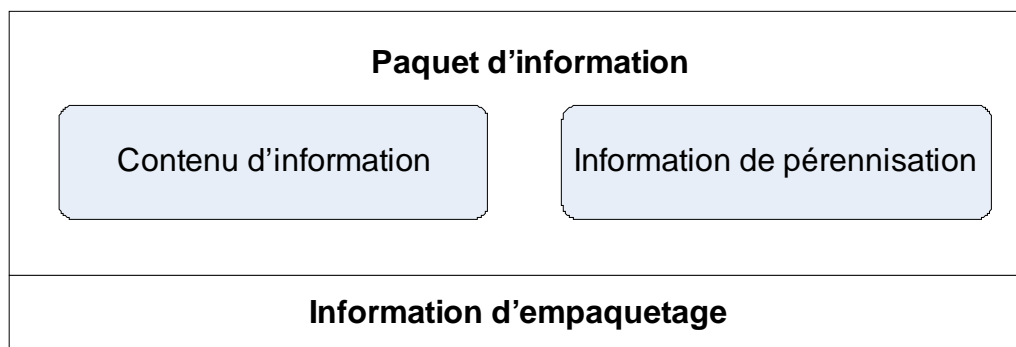 Paquet d’information
Contenu d’information
Information de pérennisation
Information d’empaquetage